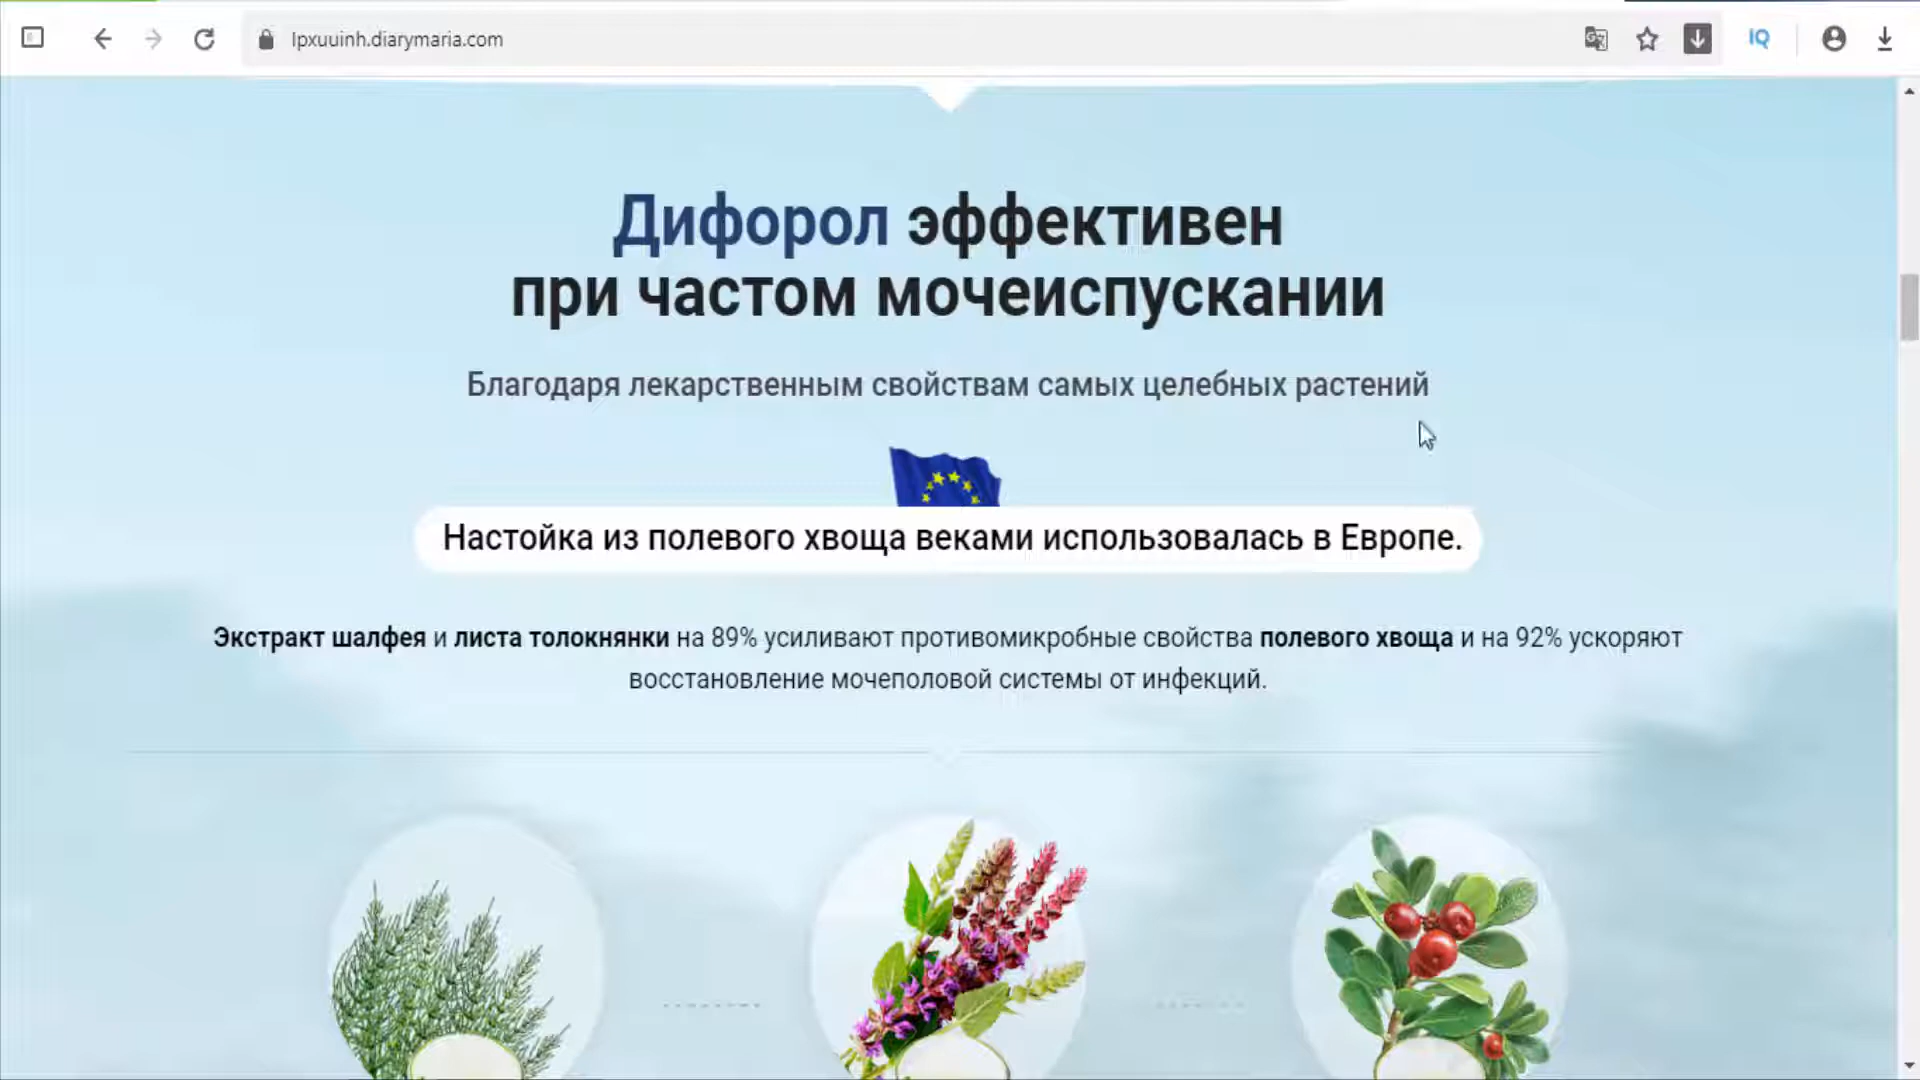 lpxuuinh.diarymaria.com
IQ
Дифорол эффективен
при частом мочеиспускании
Благодаря лекарственным свойствам самых целебных растений
Настойка из полевого хвоща веками использовалась в Европе.
Экстракт шалфея и листа толокнянки на 89% усиливают противомикробные свойства полевого хвоща и на 92% ускоряют
восстановление мочеполовой системы от инфекций.